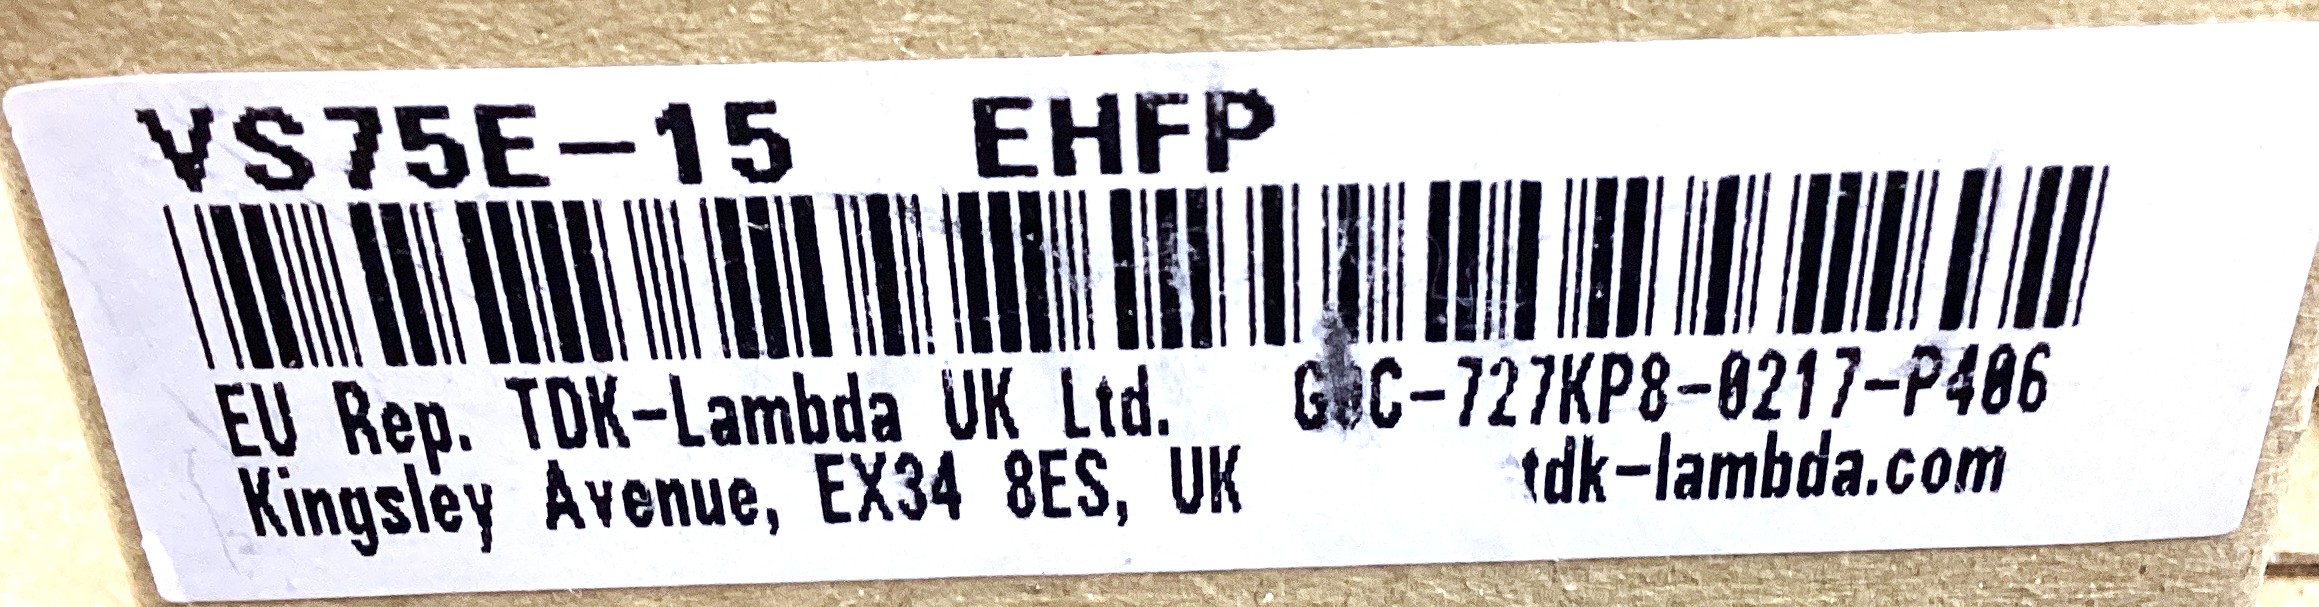 VS75E-15 EHFP
EU Rep. TDK-Lambda UK Ltd.
Kingsley Avenue, EX34 8ES, UK
tdk-lambda.com